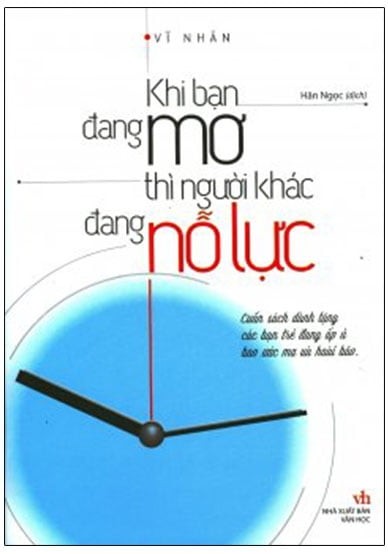 VĨ NHÂN
Khi bạn
Hàn Ngọc (dịch)
đang mơ
thì người khác
đang nỗ lực
Cuốn sách dành tặng
các bạn trẻ đang ấp ủ
bao ước mơ và hoài bão.
vh
NHÀ XUẤT BẢN
VĂN HỌC